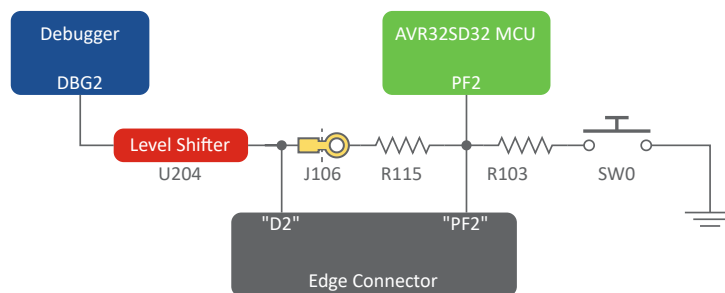 Debugger
AVR32SD32 MCU
DBG2
PF2
Level Shifter
U204
J106
R115
R103
SW0
"D2"
"PF2"
Edge Connector